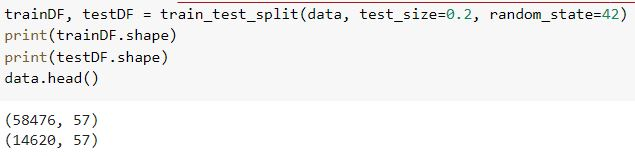 trainDF, testDF = train_test_split(data, test_size=0.2, random_state=42)
print(trainDF.shape)
print(testDF.shape)
data.head()
(58476, 57)
(14620, 57)